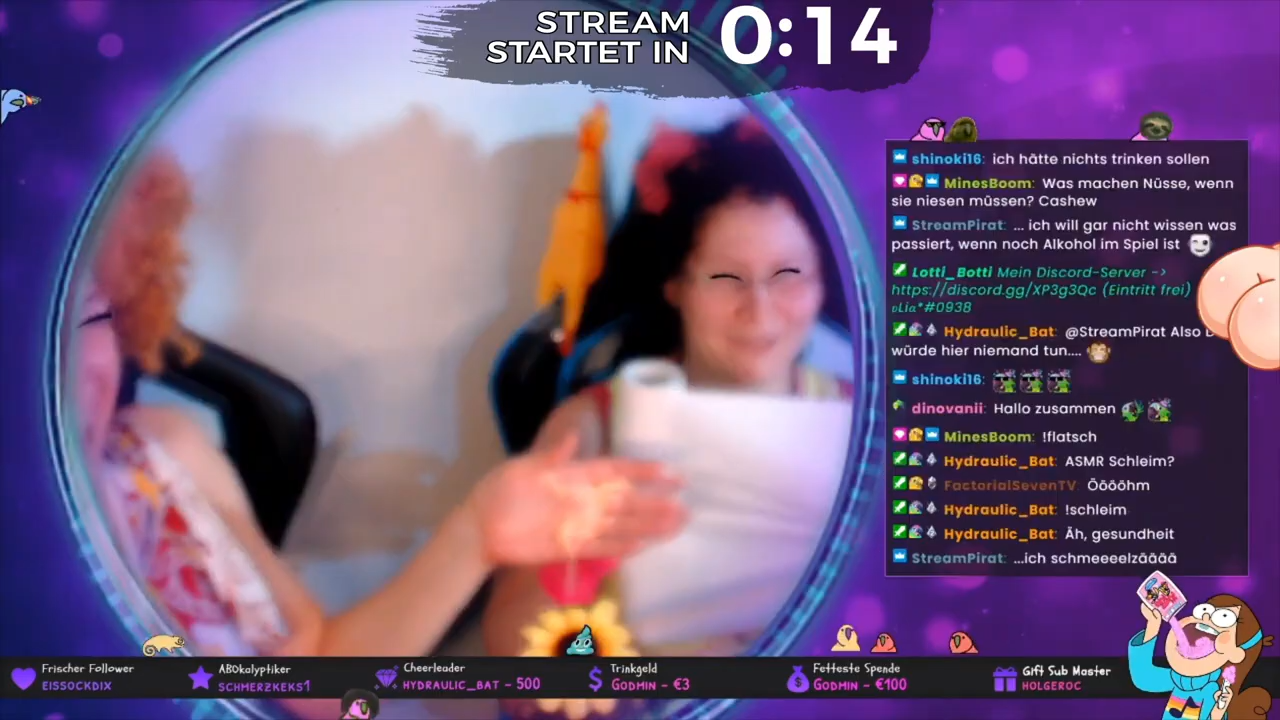 STREAM
STARTET IN
0:14
shinoki16: ich hätte nichts trinken sollen
MinesBoom: Was machen Nüsse, wenn
sie niesen müssen? Cashew
StreamPirat: ... ich will gar nicht wissen was
passiert, wenn noch Alkohol im Spiel ist
Lotti_Botti Mein Discord-Server ->
https://discord.gg/XP3g3Qc (Eintritt frei)
#0938
Hydraulic_Bat: @StreamPirat Also
würde hier niemand tun....
shinoki16:
dinovanii: Hallo zusammen
MinesBoom: !flatsch
Hydraulic_Bat: ASMR Schleim?
FactorialSevenTV: Ööööhm
Hydraulic_Bat: !schleim
Hydraulic_Bat: Äh, gesundheit
StreamPirat: ...ich schmeeeelzääää
Frischer Follower
EISSOCKDIX
ABOkalyptiker
SCHMERZKEKS1
Cheerleader
HYDRAULIC_BAT - 500
Trinkgeld
GODMIN - €3
Fetteste Spende
GODMIN - €100
Gift Sub Master
HOLGEROC